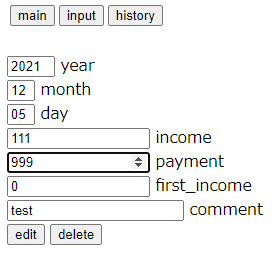 main input history
2021 year
12 month
05 day
111 income
999 payment
0 first_income
test comment
edit delete